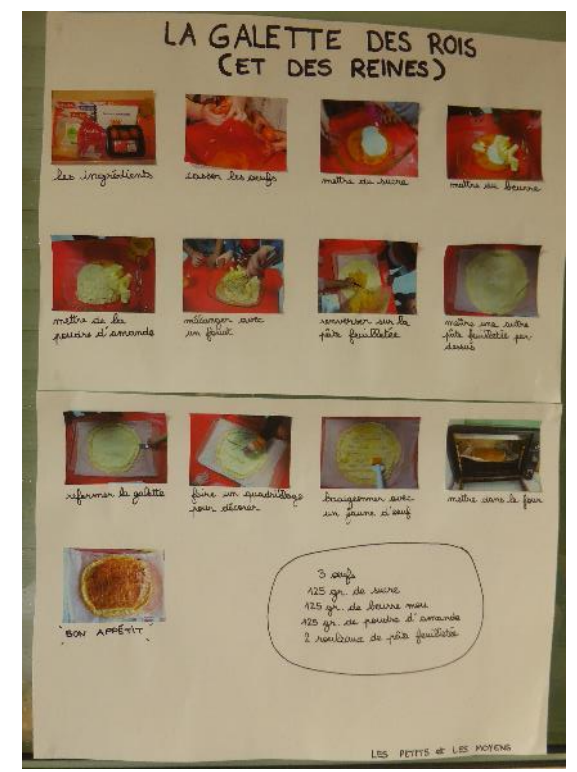 LA GALETTE DES ROIS
(ET DES REINES)
les ingrédients
casser les oeufs
mettre du sucre
mettre du beurre
mettre de la
poudre d'amande
mélanger avec
un fouet
renverser sur la
pâte feuilletée
mettre une autre
pâte feuilletée par-
dessus
refermer la galette
faire un quadrillage
pour décorer
badigeonner avec
un jaune d'oeuf
mettre dans le four
BON APPÉTIT
3 oeufs
125 gr. de sucre
125 gr. de beurre mou
125 gr. de poudre d'amande
2 rouleaux de pâte feuilletée
LES PETITS et LES MOYENS